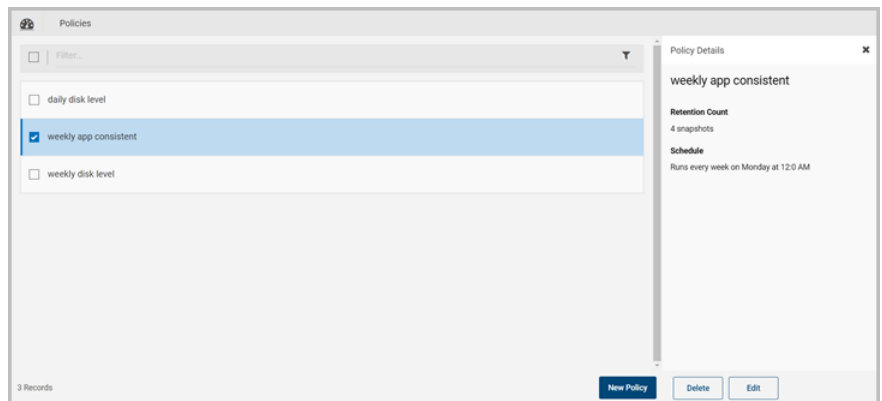 Policies
Filter...
daily disk level
weekly app consistent
weekly disk level
3 Records
New Policy
Policy Details
weekly app consistent
Retention Count
4 snapshots
Schedule
Runs every week on Monday at 12:0 AM
Delete
Edit